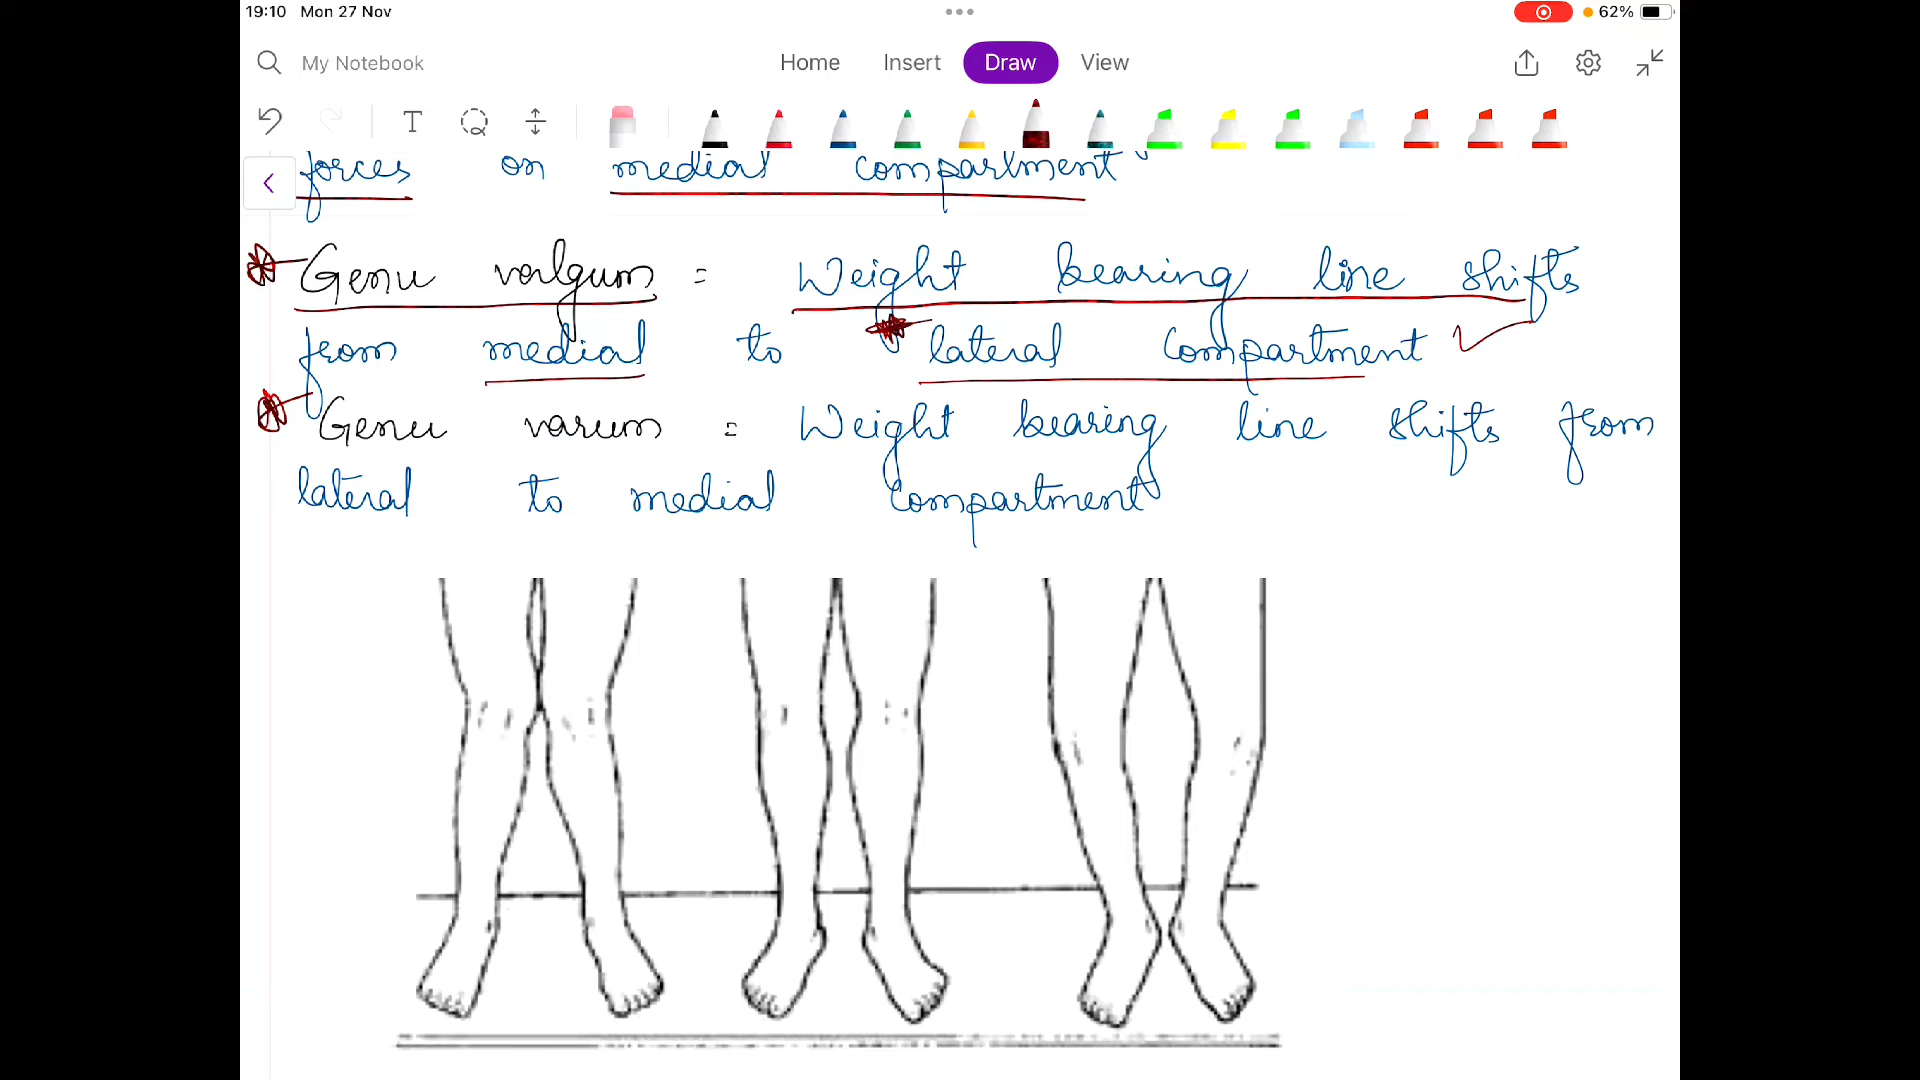 19:10 Mon 27 Nov
62%
My Notebook
Home Insert Draw View
T
forces on medial compartment
Genu valgum = Weight bearing line shifts
from medial to lateral compartment
Genu varum = Weight bearing line shifts from
lateral to medial compartment